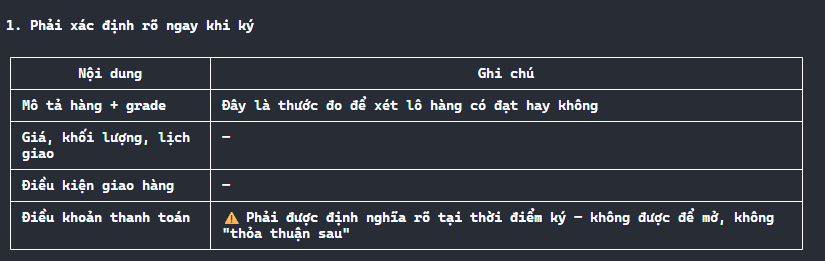 1. Phải xác định rõ ngay khi ký
Nội dung
Ghi chú
Mô tả hàng + grade
Đây là thước đo để xét lô hàng có đạt hay không
Giá, khối lượng, lịch
giao
—
Điều kiện giao hàng
—
Điều khoản thanh toán
⚠️ Phải được định nghĩa rõ tại thời điểm ký — không được để mở, không
"thỏa thuận sau"